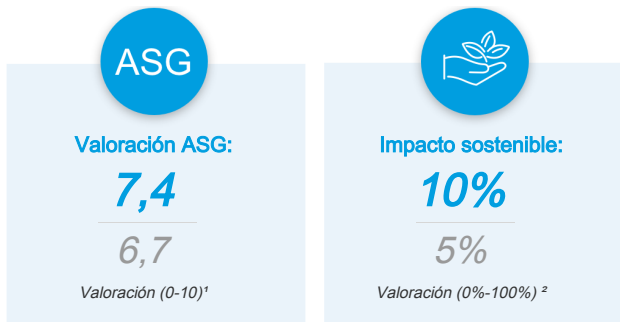 ASG
Valoración ASG:
7,4
6,7
Valoración (0-10)¹
Impacto sostenible:
10%
5%
Valoración (0%-100%) ²